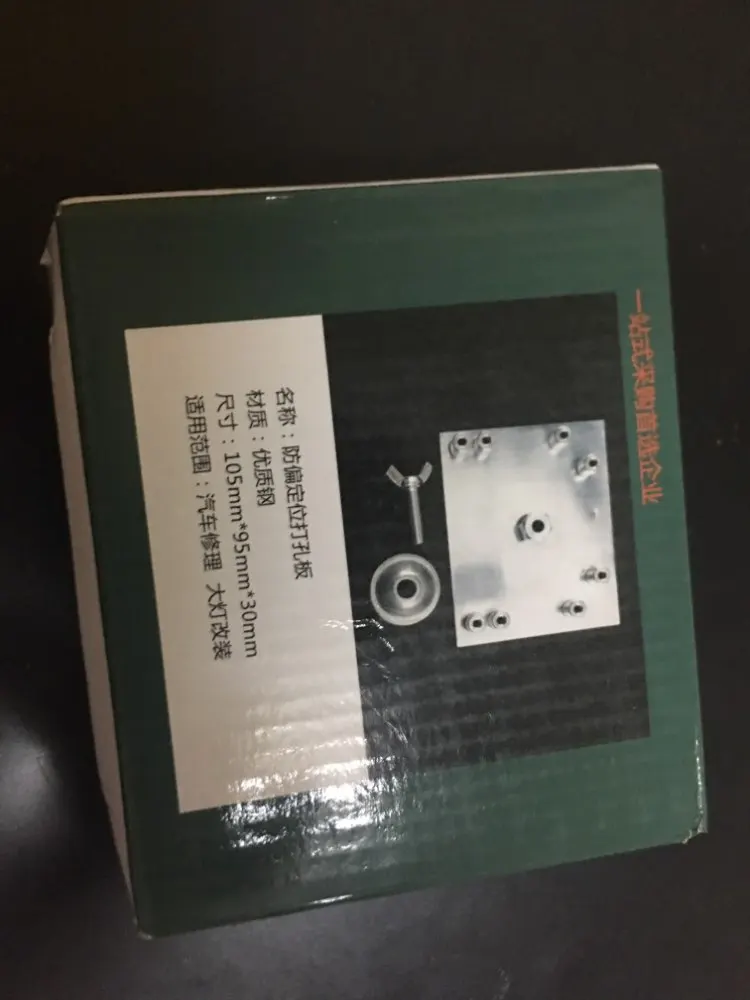 一站式采购首选企业
名称：防偏定位打孔板
材质：优质钢
尺寸：105mm*95mm*30mm
适用范围：汽车修理 大灯改装